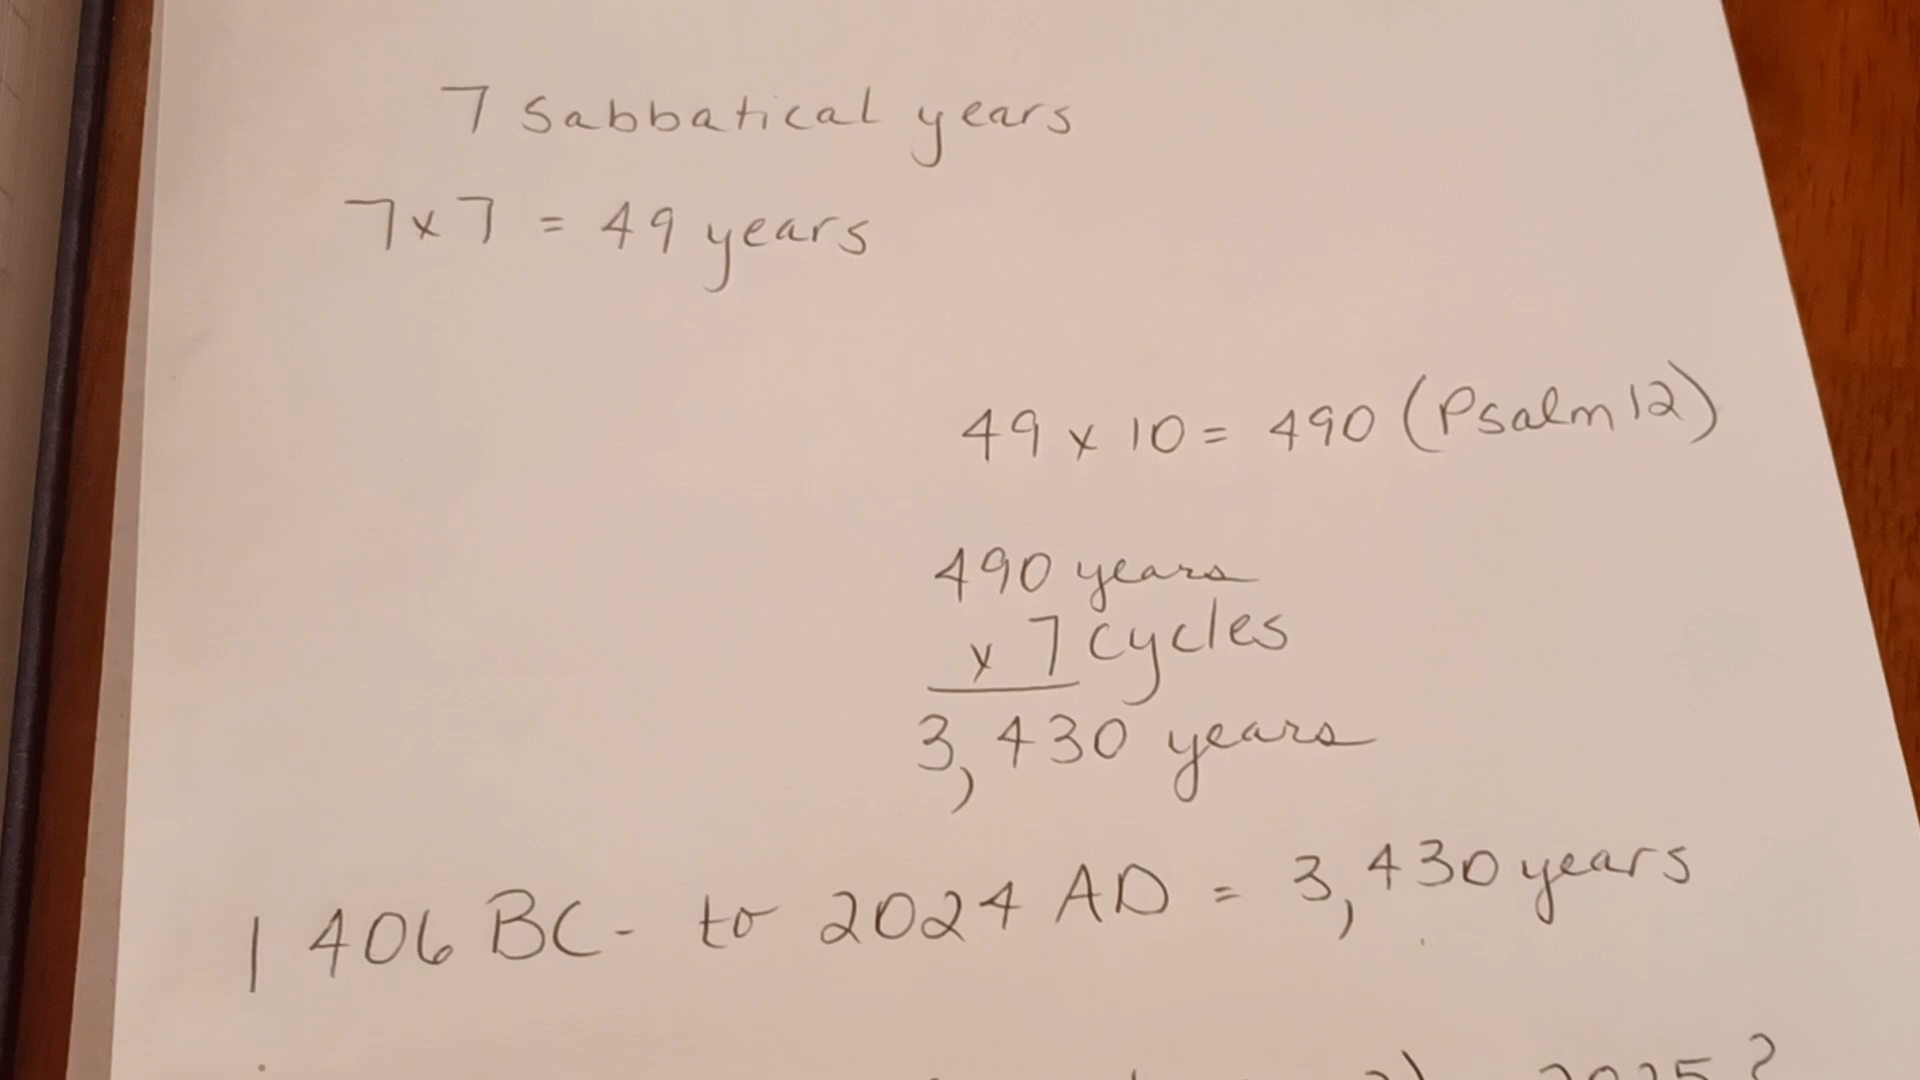 7 Sabbatical years
7x7 = 49 years
49 x 10 = 490 (Psalm 12)
490 years
x 7 cycles
3,430 years
1406 BC- to 2024 AD = 3,430 years
2025?